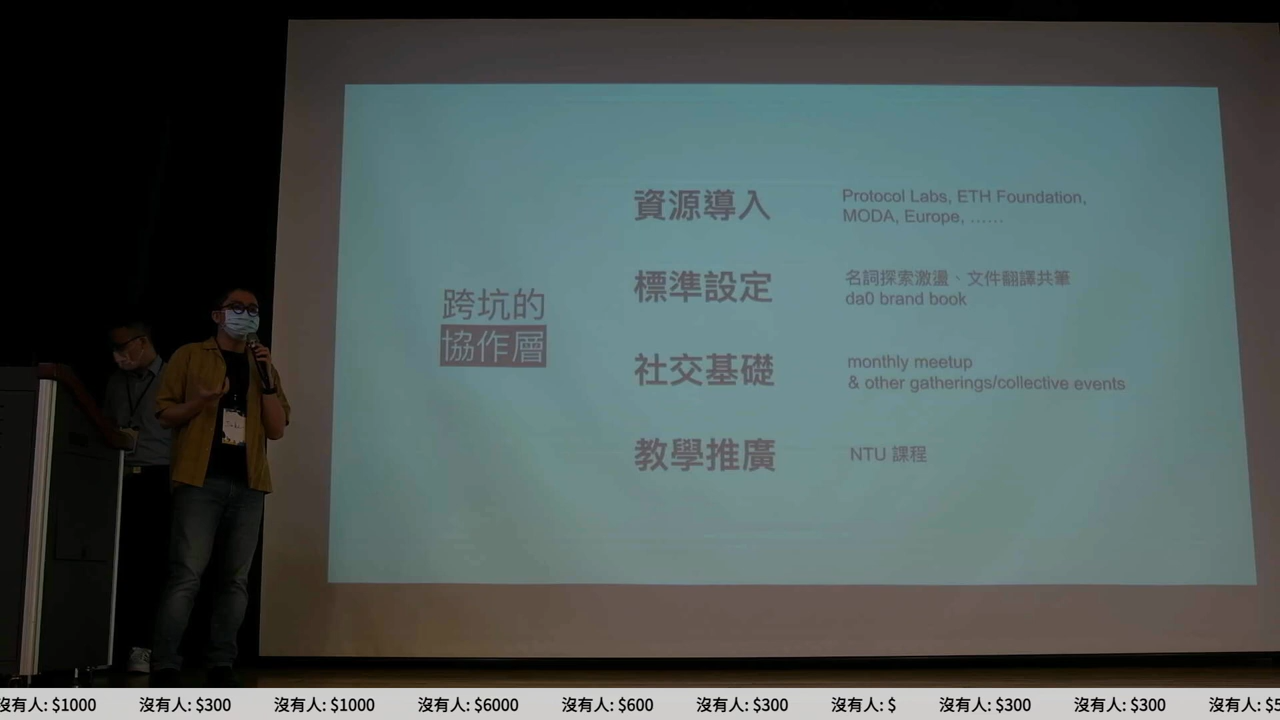 跨坑的
協作層
資源導入
Protocol Labs, ETH Foundation,
MODA, Europe, ……
標準設定
名詞探索激盪、文件翻譯共筆
da0 brand book
社交基礎
monthly meetup
& other gatherings/collective events
教學推廣
NTU 課程
沒有人: $1000 沒有人: $300 沒有人: $1000 沒有人: $6000 沒有人: $600 沒有人: $300 沒有人: $ 沒有人: $300 沒有人: $300 沒有人: $5